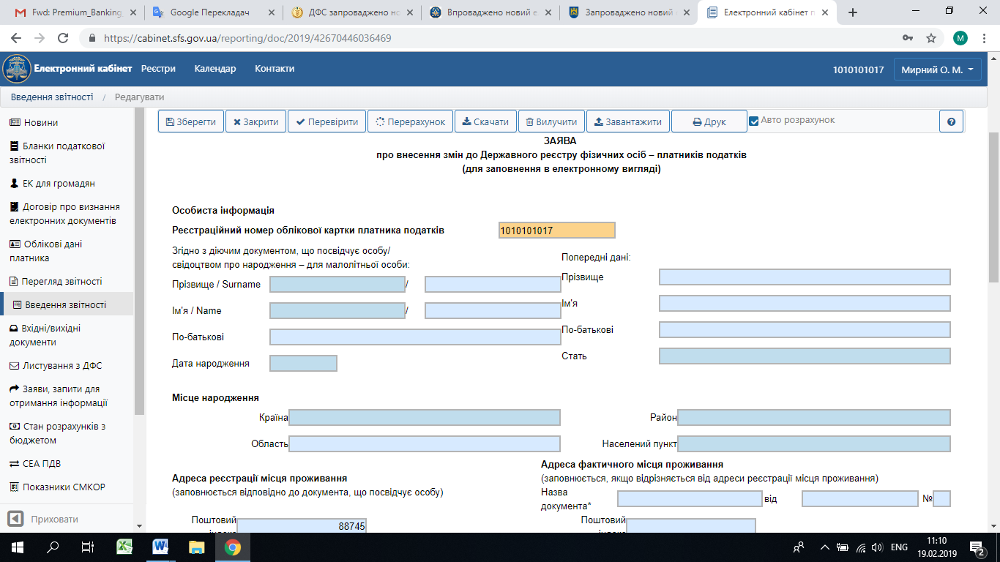 Fwd: Premium_Banking
Google Перекладач
ДФС запроваджено но
Впроваджено новий е
Запроваджено новий
Електронний кабінет п
https://cabinet.sfs.gov.ua/reporting/doc/2019/42670446036469
M
Електронний кабінет Реєстри Календар Контакти
1010101017 Мирний О. М.
Введення звітності / Редагувати
Новини
Бланки податкової
звітності
ЕК для громадян
Договір про визнання
електронних документів
Облікові дані
платника
Перегляд звітності
Введення звітності
Вхідні/вихідні
документи
Листування з ДФС
Заяви, запити для
отримання інформації
Стан розрахунків з
бюджетом
СЕА ПДВ
Показники СМКОР
Приховати
Зберегти Закрити Перевірити Перерахунок Скачати Вилучити Завантажити Друк Авто розрахунок ?
ЗАЯВА
про внесення змін до Державного реєстру фізичних осіб – платників податків
(для заповнення в електронному вигляді)
Особиста інформація
Реєстраційний номер облікової картки платника податків 1010101017
Згідно з діючим документом, що посвідчує особу/
свідоцтвом про народження – для малолітньої особи:
Прізвище / Surname /
Ім'я / Name /
По-батькові
Дата народження
Попередні дані:
Прізвище
Ім'я
По-батькові
Стать
Місце народження
Країна Район
Область Населений пункт
Адреса реєстрації місця проживання
(заповнюється відповідно до документа, що посвідчує особу)
Поштовий
88745
Адреса фактичного місця проживання
(заповнюється, якщо відрізняється від адреси реєстрації місця проживання)
Назва
документа* від №
Поштовий
ENG
11:10
19.02.2019
2